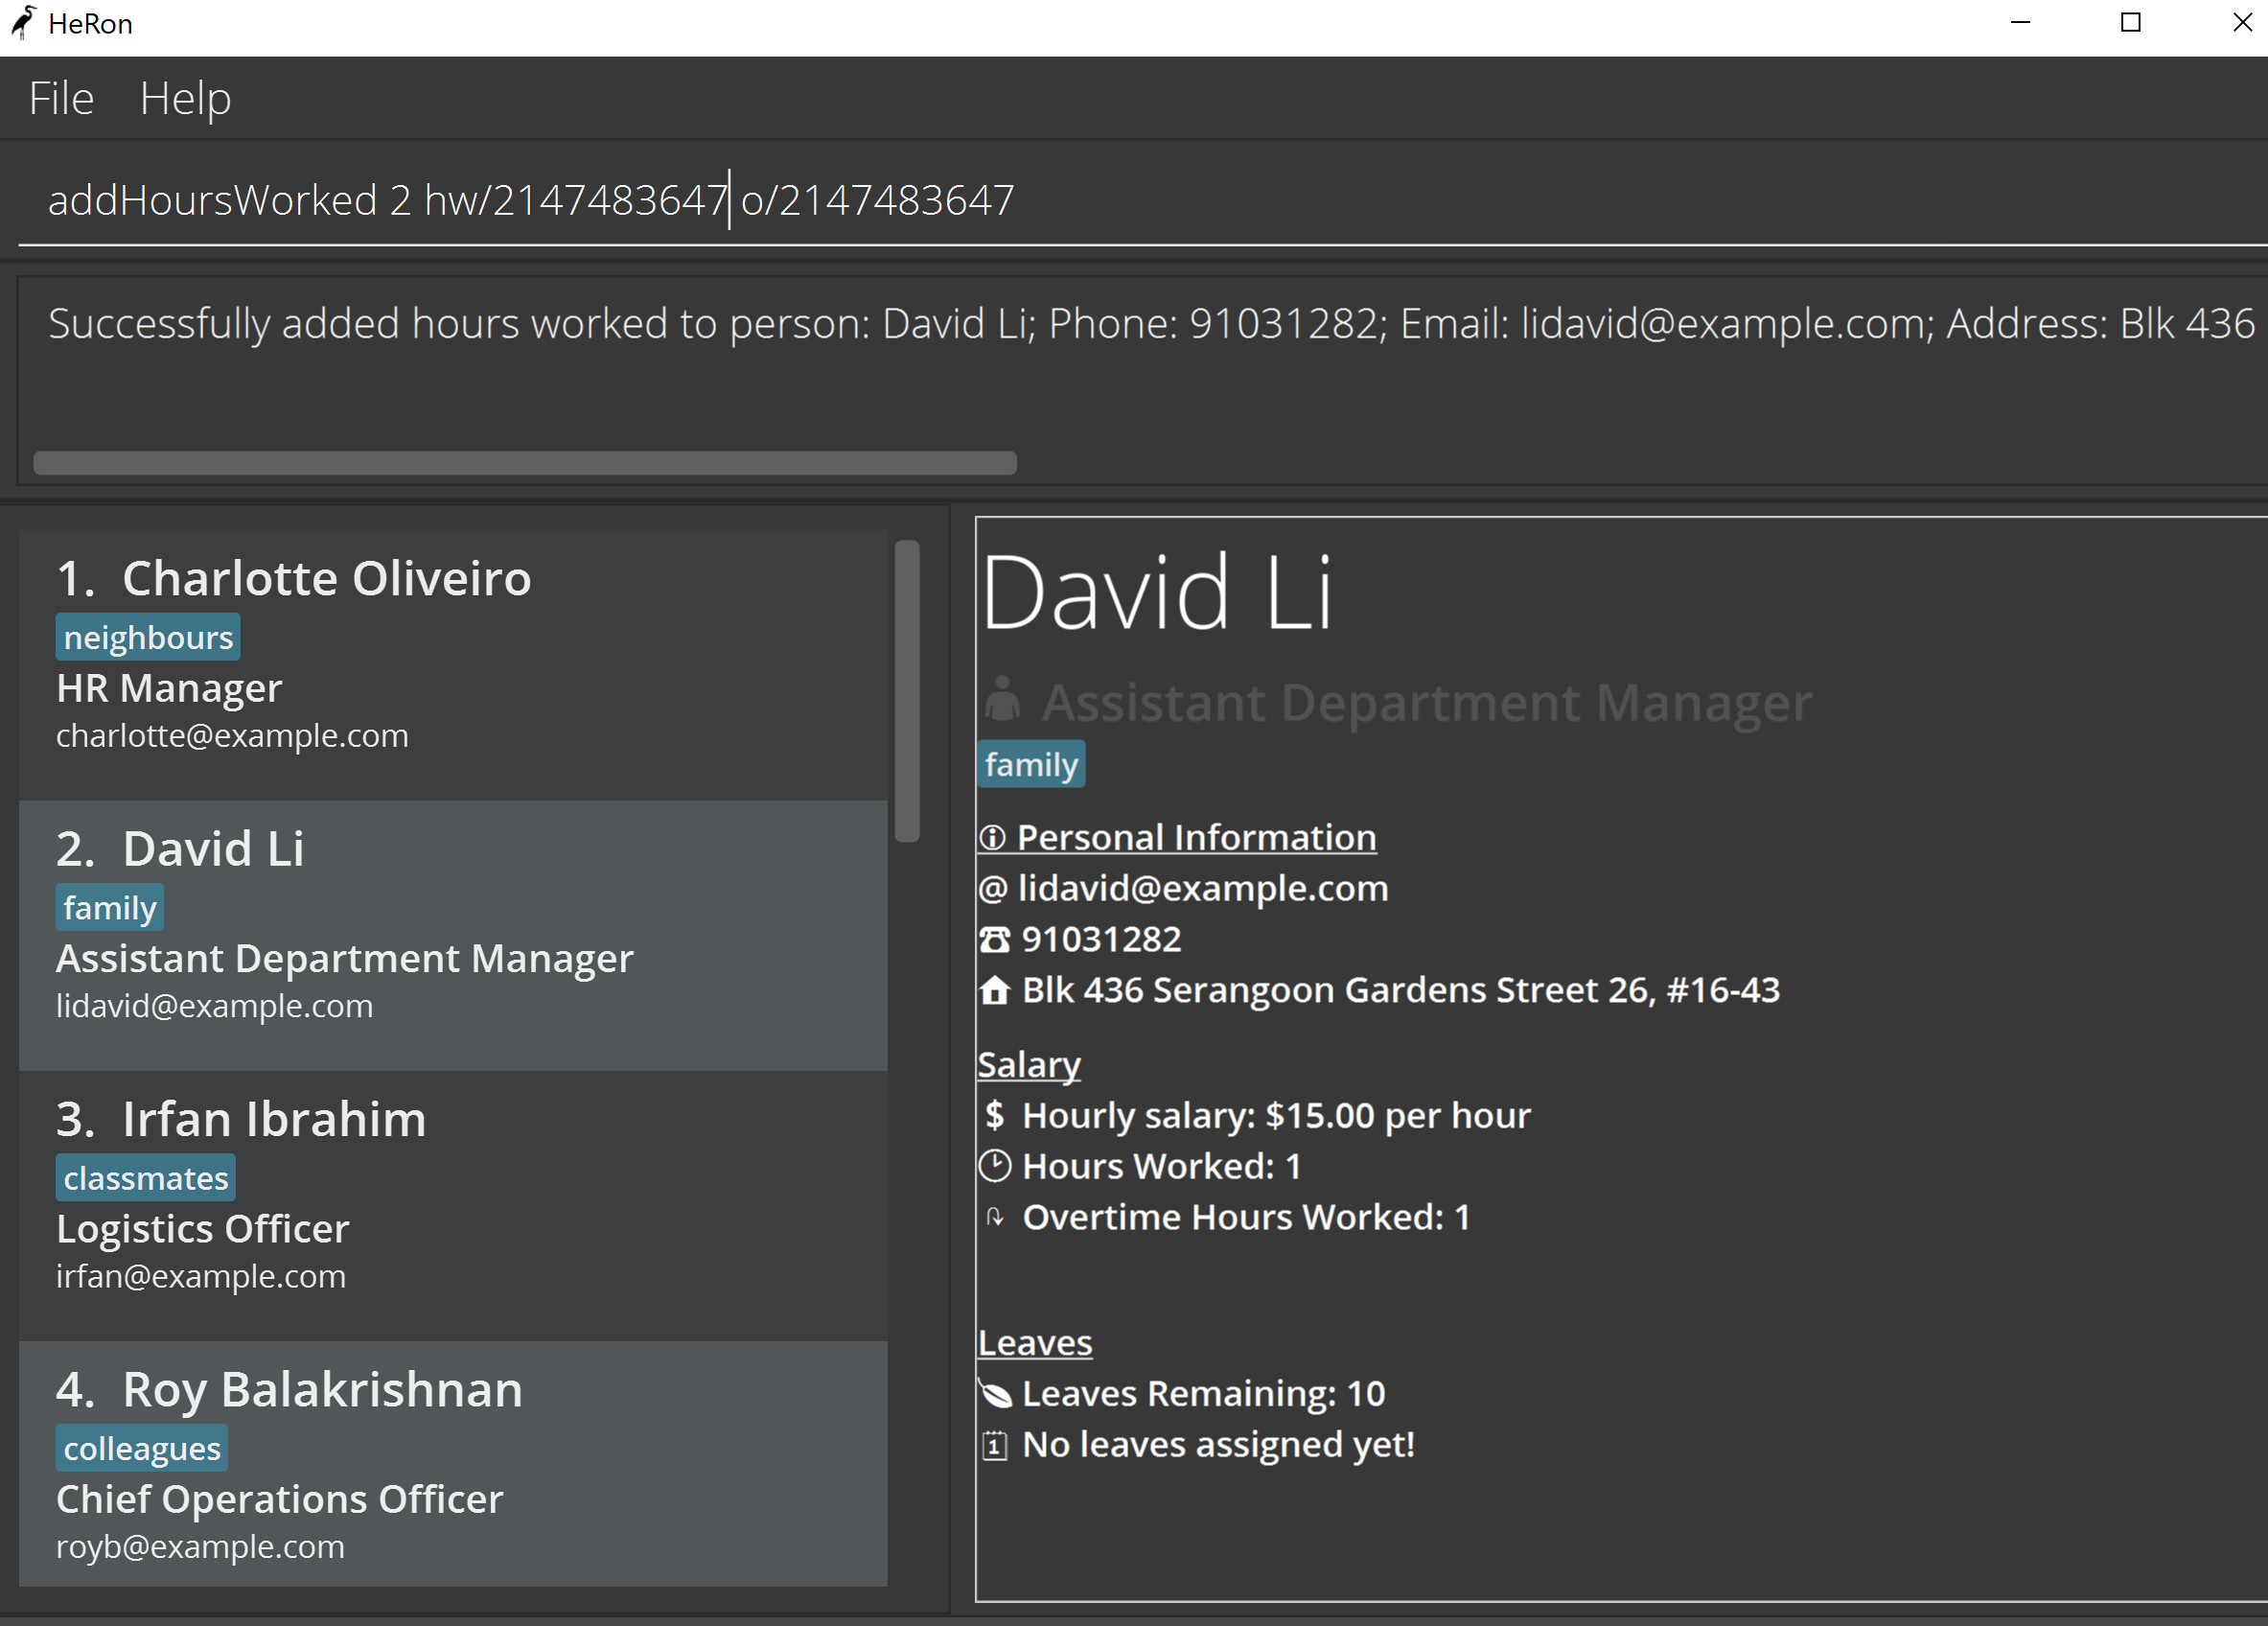 HeRon
File Help
addHoursWorked 2 hw/2147483647 o/2147483647
Successfully added hours worked to person: David Li; Phone: 91031282; Email: lidavid@example.com; Address: Blk 436
1. Charlotte Oliveiro
neighbours
HR Manager
charlotte@example.com
2. David Li
family
Assistant Department Manager
lidavid@example.com
3. Irfan Ibrahim
classmates
Logistics Officer
irfan@example.com
4. Roy Balakrishnan
colleagues
Chief Operations Officer
royb@example.com
David Li
Assistant Department Manager
family
Personal Information
@ lidavid@example.com
91031282
Blk 436 Serangoon Gardens Street 26, #16-43
Salary
$ Hourly salary: $15.00 per hour
Hours Worked: 1
Overtime Hours Worked: 1
Leaves
Leaves Remaining: 10
No leaves assigned yet!